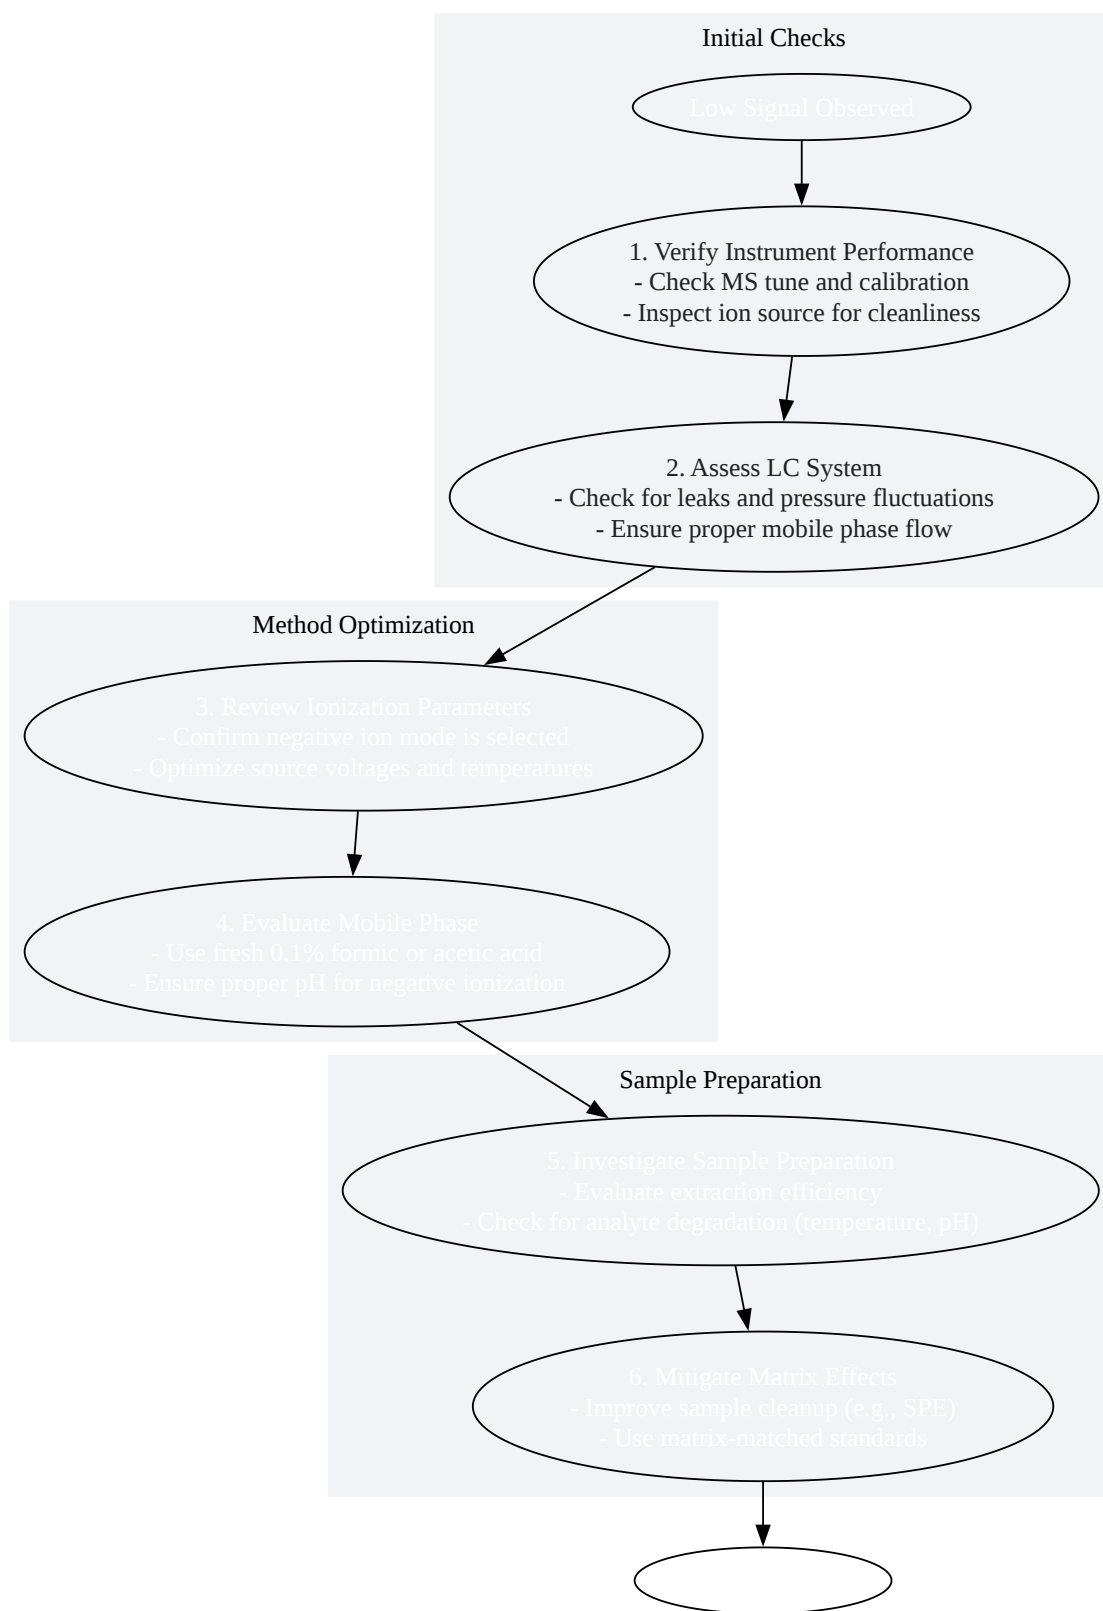 Initial Checks
Low Signal Observed
1. Verify Instrument Performance
- Check MS tune and calibration
- Inspect ion source for cleanliness
2. Assess LC System
- Check for leaks and pressure fluctuations
- Ensure proper mobile phase flow
Method Optimization
3. Review Ionization Parameters
- Confirm negative ion mode is selected
- Optimize source voltages and temperatures
4. Evaluate Mobile Phase
- Use fresh 0.1% formic or acetic acid
- Ensure proper pH for negative ionization
Sample Preparation
5. Investigate Sample Preparation
- Evaluate extraction efficiency
- Check for analyte degradation (temperature, pH)
6. Mitigate Matrix Effects
- Improve sample cleanup (e.g., SPE)
- Use matrix-matched standards